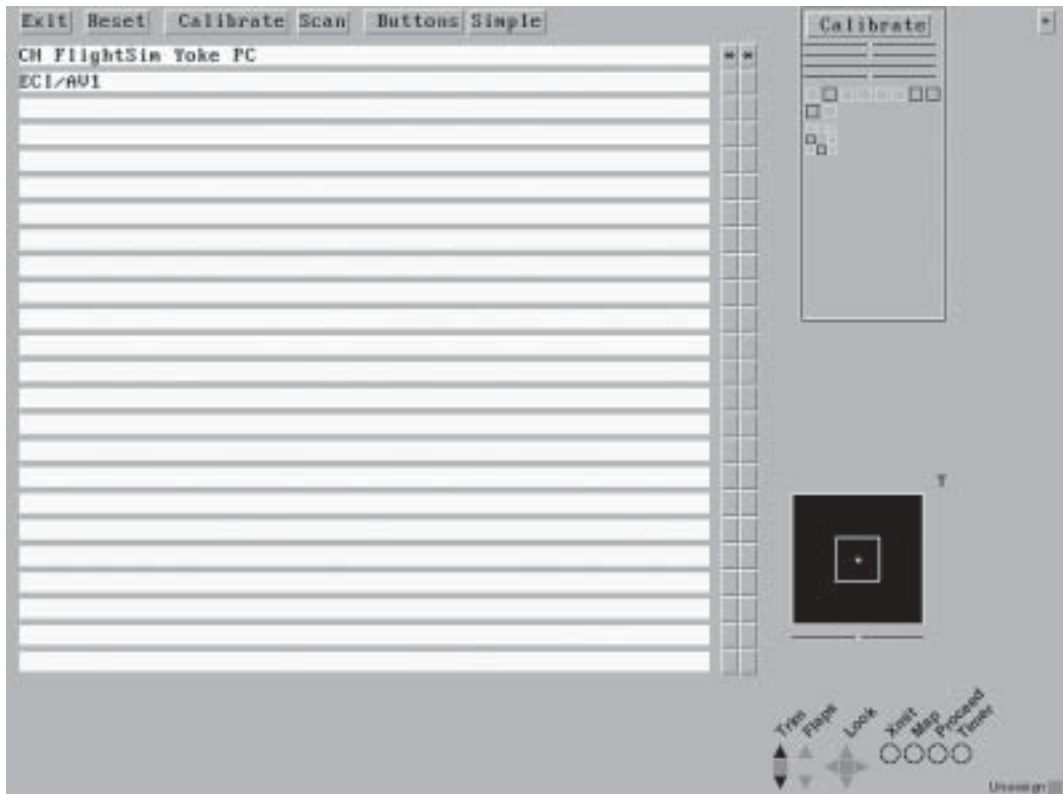 Exit Reset Calibrate Scan Buttons Simple
Calibrate
+
CH FlightSim Yoke PC
* *
ECI/AV1
T
Trim Flaps Look Xmit Map Proceed Timer
Unassign